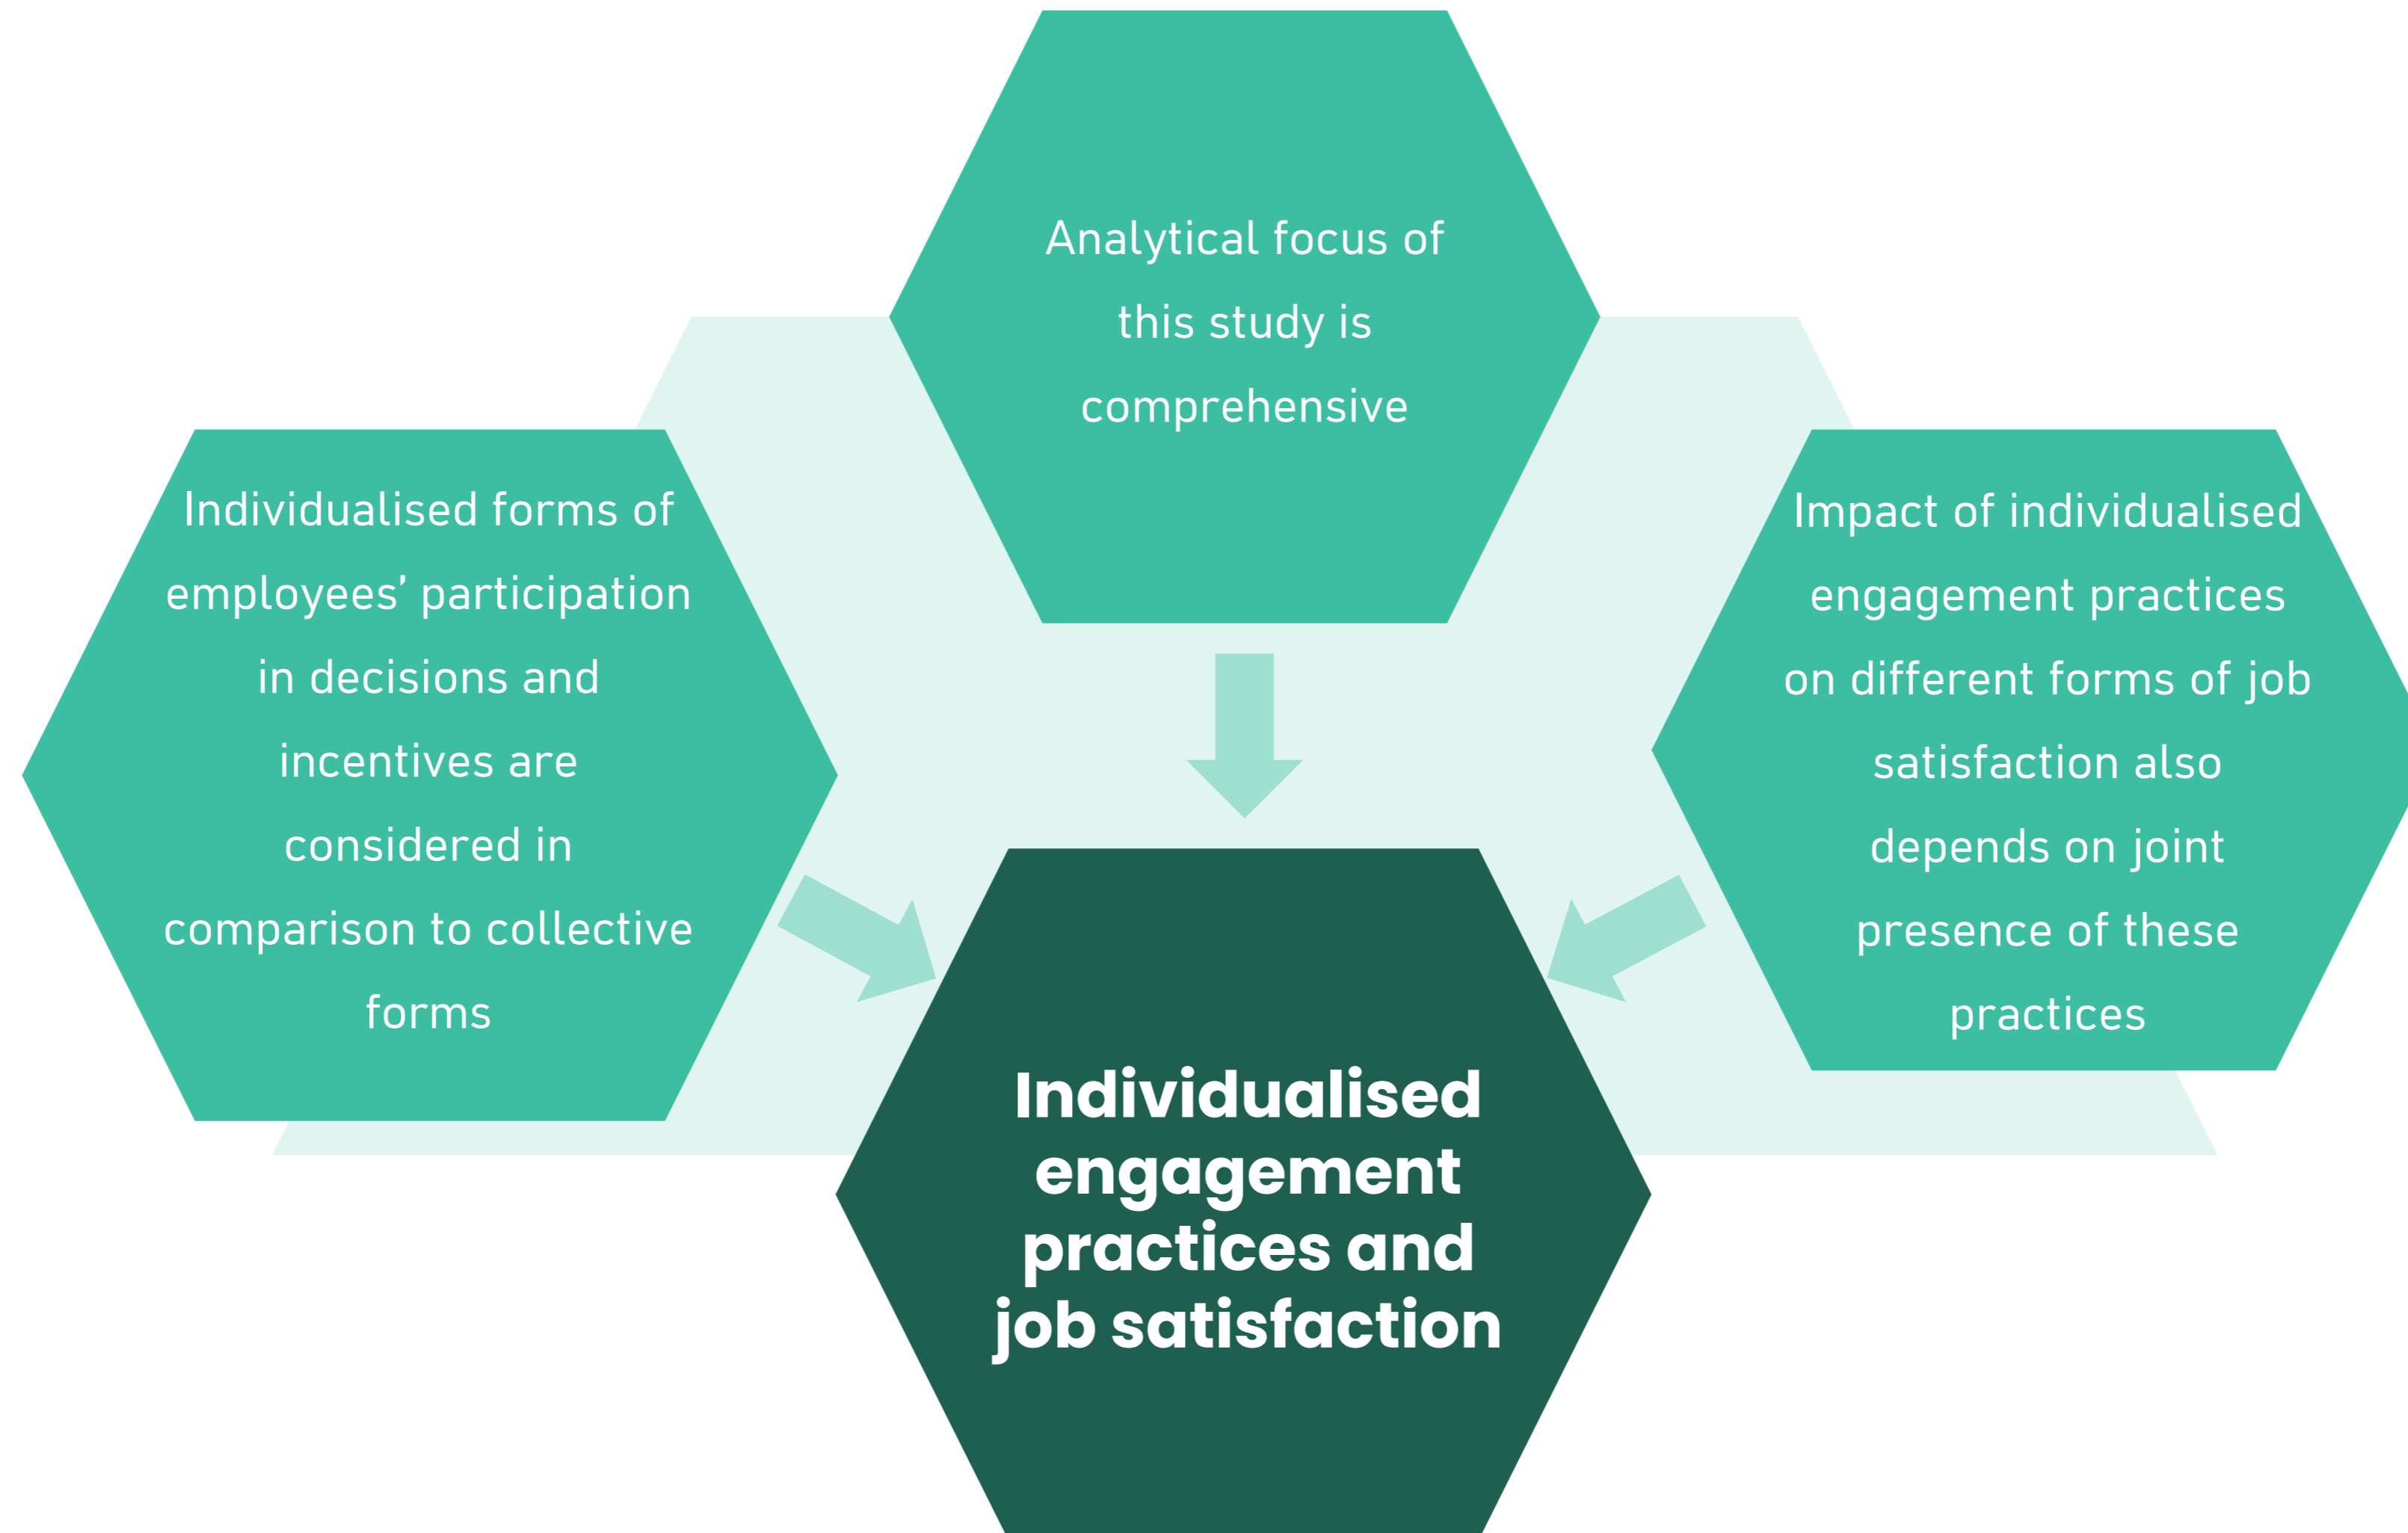 Analytical focus of
this study is
comprehensive
Individualised forms of
employees’ participation
in decisions and
incentives are
considered in
comparison to collective
forms
Impact of individualised
engagement practices
on different forms of job
satisfaction also
depends on joint
presence of these
practices
Individualised
engagement
practices and
job satisfaction